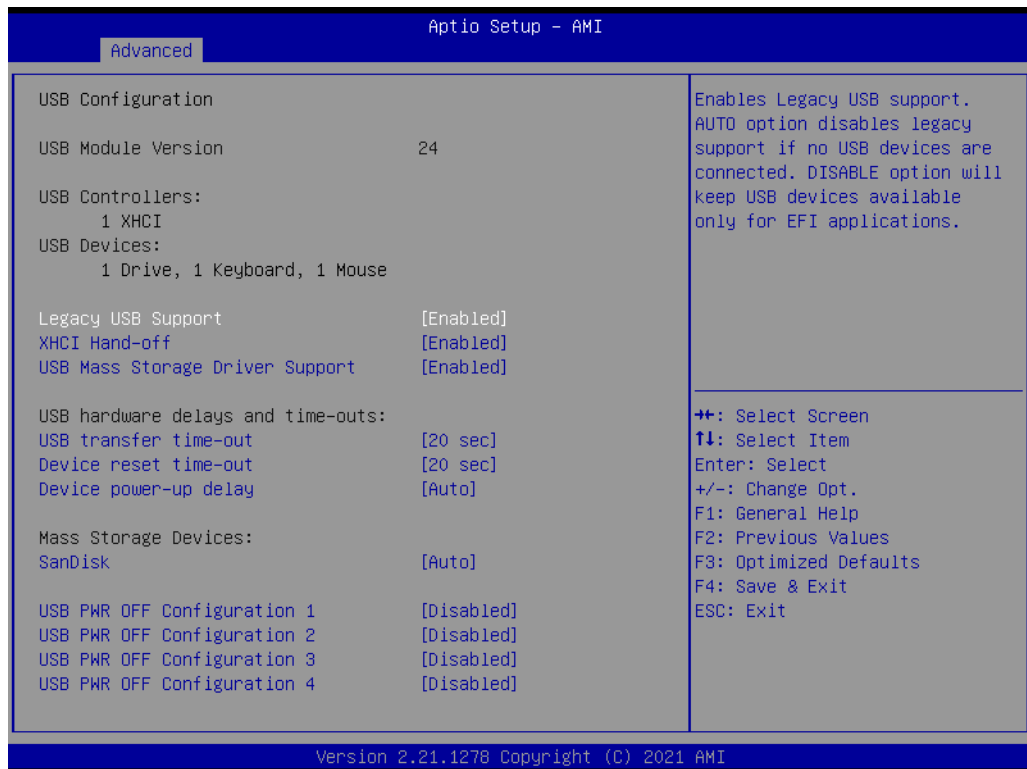 Aptio Setup – AMI
Advanced
USB Configuration
USB Module Version 24
USB Controllers:
1 XHCI
USB Devices:
1 Drive, 1 Keyboard, 1 Mouse
Legacy USB Support [Enabled]
XHCI Hand-off [Enabled]
USB Mass Storage Driver Support [Enabled]
USB hardware delays and time-outs:
USB transfer time-out [20 sec]
Device reset time-out [20 sec]
Device power-up delay [Auto]
Mass Storage Devices:
SanDisk [Auto]
USB PWR OFF Configuration 1 [Disabled]
USB PWR OFF Configuration 2 [Disabled]
USB PWR OFF Configuration 3 [Disabled]
USB PWR OFF Configuration 4 [Disabled]
Enables Legacy USB support.
AUTO option disables legacy
support if no USB devices are
connected. DISABLE option will
keep USB devices available
only for EFI applications.
→←: Select Screen
↑↓: Select Item
Enter: Select
+/-: Change Opt.
F1: General Help
F2: Previous Values
F3: Optimized Defaults
F4: Save & Exit
ESC: Exit
Version 2.21.1278 Copyright (C) 2021 AMI